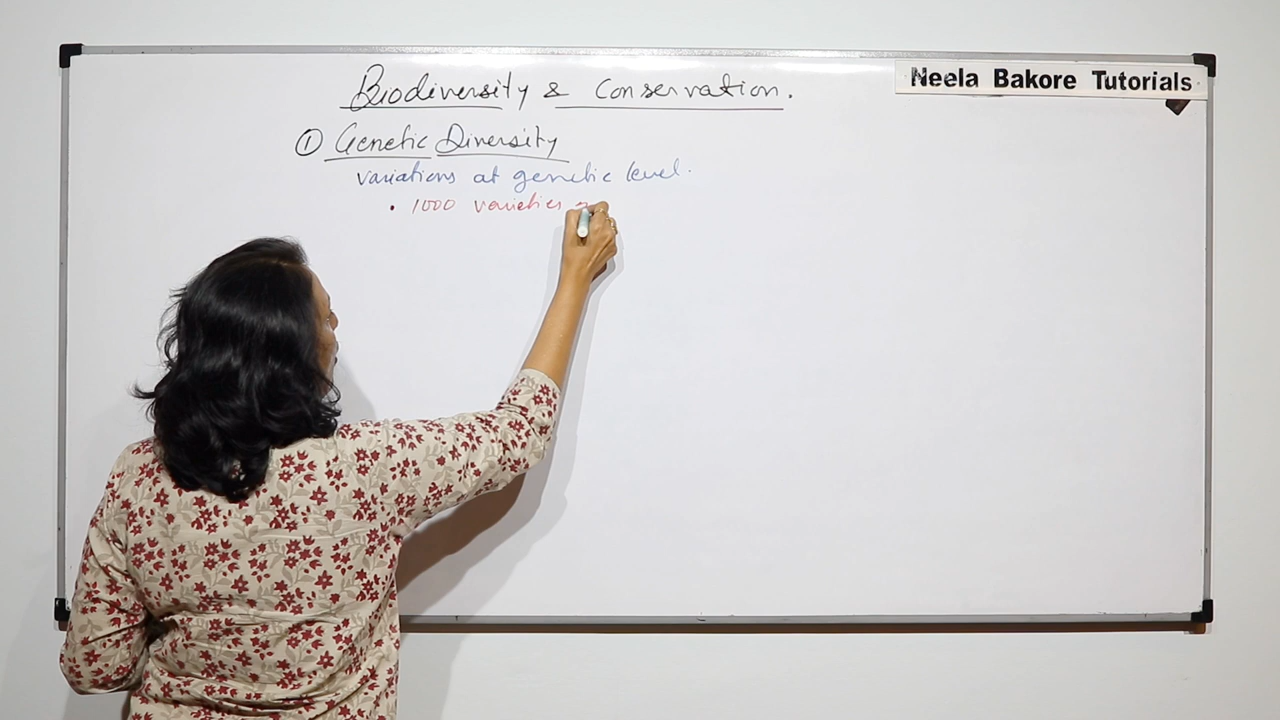 Neela Bakore Tutorials
Biodiversity & Conservation.
① Genetic Diversity
variations at genetic level.
• 1000 varieties